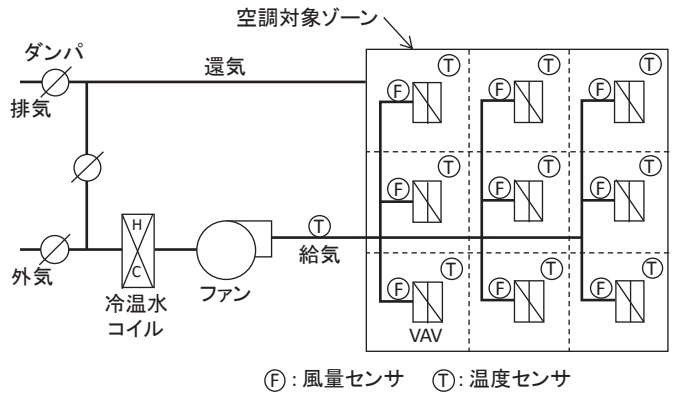 空調対象ゾーン
ダンパ
還気
排気
T T T
F F F
T T T
F F F
H
C
T
給気
外気
冷温水
コイル
ファン
T T T
F F F
VAV
F:風量センサ T:温度センサ